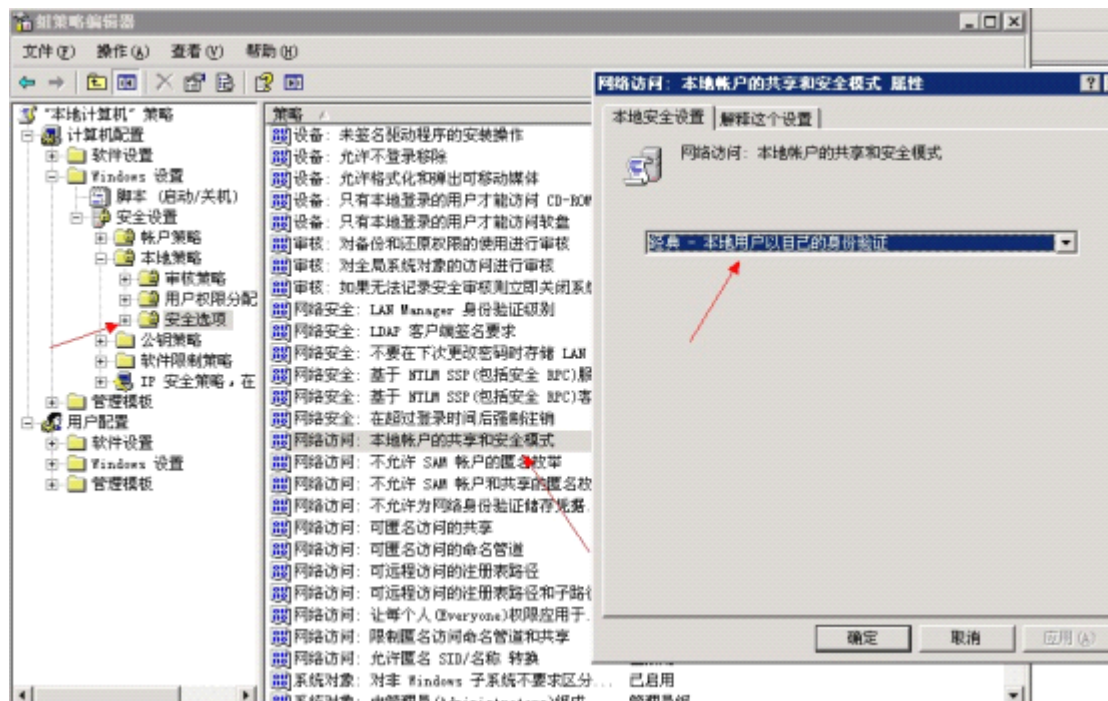 组策略编辑器
文件(F) 操作(A) 查看(V) 帮助(H)
“本地计算机” 策略
计算机配置
软件设置
Windows 设置
脚本 (启动/关机)
安全设置
帐户策略
本地策略
审核策略
用户权限分配
安全选项
公钥策略
软件限制策略
IP 安全策略，在
管理模板
用户配置
软件设置
Windows 设置
管理模板
策略
设备: 未签名驱动程序的安装操作
设备: 允许不登录移除
设备: 允许格式化和弹出可移动媒体
设备: 只有本地登录的用户才能访问 CD-ROM
设备: 只有本地登录的用户才能访问软盘
审核: 对备份和还原权限的使用进行审核
审核: 对全局系统对象的访问进行审核
审核: 如果无法记录安全审核则立即关闭系统
网络安全: LAN Manager 身份验证级别
网络安全: LDAP 客户端签名要求
网络安全: 不要在下次更改密码时存储 LAN
网络安全: 基于 NTLM SSP(包括安全 RPC)服
网络安全: 基于 NTLM SSP(包括安全 RPC)客
网络安全: 在超过登录时间后强制注销
网络访问: 本地帐户的共享和安全模式
网络访问: 不允许 SAM 帐户的匿名枚举
网络访问: 不允许 SAM 帐户和共享的匿名枚
网络访问: 不允许为网络身份验证储存凭据.
网络访问: 可匿名访问的共享
网络访问: 可匿名访问的命名管道
网络访问: 可远程访问的注册表路径
网络访问: 可远程访问的注册表路径和子路径
网络访问: 让每个人(Everyone)权限应用于.
网络访问: 限制匿名访问命名管道和共享
网络访问: 允许匿名 SID/名称 转换
系统对象: 对非 Windows 子系统不要求区分... 已启用
网络访问: 本地帐户的共享和安全模式 属性
本地安全设置 解释这个设置
网络访问: 本地帐户的共享和安全模式
经典 - 本地用户以自己的身份验证
确定 取消 应用(A)